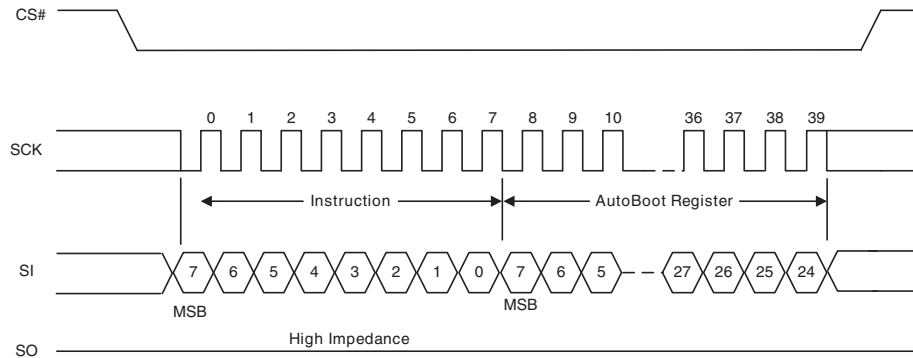 CS#
0 1 2 3 4 5 6 7 8 9 10 36 37 38 39
SCK
Instruction AutoBoot Register
SI 7 6 5 4 3 2 1 0 7 6 5 27 26 25 24
MSB MSB
High Impedance
SO